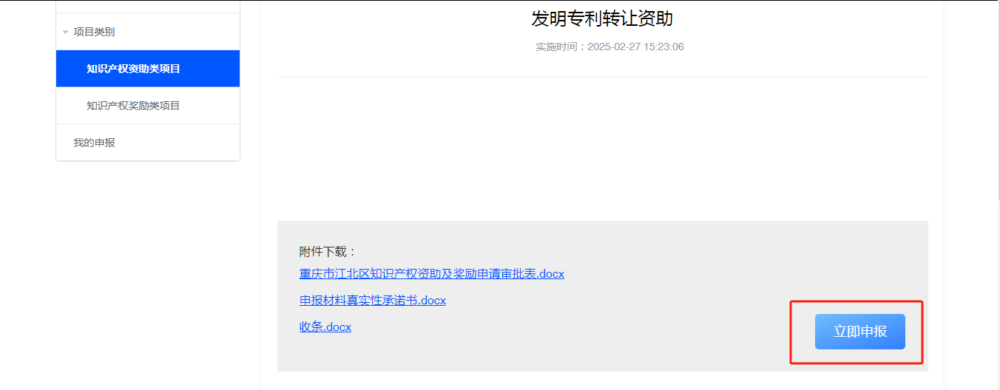 项目类别
知识产权资助类项目
知识产权奖励类项目
我的申报
发明专利转让资助
实施时间：2025-02-27 15:23:06
附件下载：
重庆市江北区知识产权资助及奖励申请审批表.docx
申报材料真实性承诺书.docx
收条.docx
立即申报